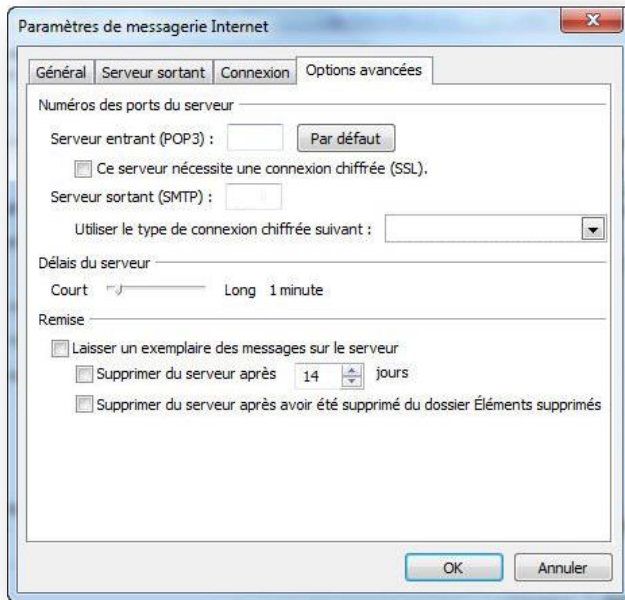 Paramètres de messagerie Internet
Général Serveur sortant Connexion Options avancées
Numéros des ports du serveur
Serveur entrant (POP3) : Par défaut
Ce serveur nécessite une connexion chiffrée (SSL).
Serveur sortant (SMTP) :
Utiliser le type de connexion chiffrée suivant :
Délais du serveur
Court Long 1 minute
Remise
Laisser un exemplaire des messages sur le serveur
Supprimer du serveur après 14 jours
Supprimer du serveur après avoir été supprimé du dossier Éléments supprimés
OK Annuler